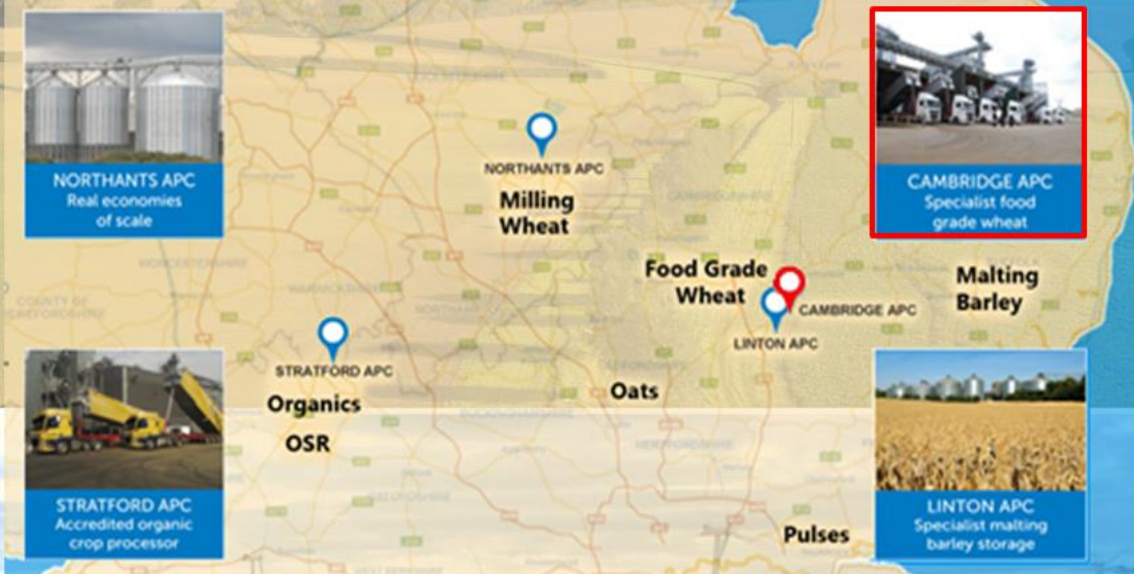 NORTHANTS APC
Real economies
of scale
CAMBRIDGE APC
Specialist food
grade wheat
NORTHANTS APC
Milling
Wheat
Food Grade
Wheat
CAMBRIDGE APC
LINTON APC
Malting
Barley
STRATFORD APC
Organics
OSR
Oats
Pulses
STRATFORD APC
Accredited organic
crop processor
LINTON APC
Specialist malting
barley storage